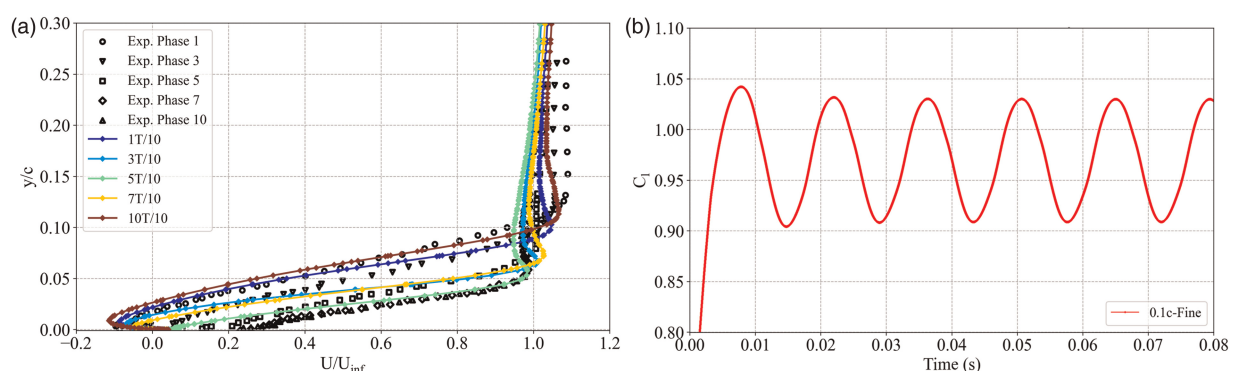 (a)
0.30
0.25
0.20
0.15
0.10
0.05
0.00
y/c
Exp. Phase 1
Exp. Phase 3
Exp. Phase 5
Exp. Phase 7
Exp. Phase 10
1T/10
3T/10
5T/10
7T/10
10T/10
−0.2 0.0 0.2 0.4 0.6 0.8 1.0 1.2
U/U_inf
(b)
1.10
1.05
1.00
0.95
0.90
0.85
0.80
C_l
0.1c-Fine
0.00 0.01 0.02 0.03 0.04 0.05 0.06 0.07 0.08
Time (s)